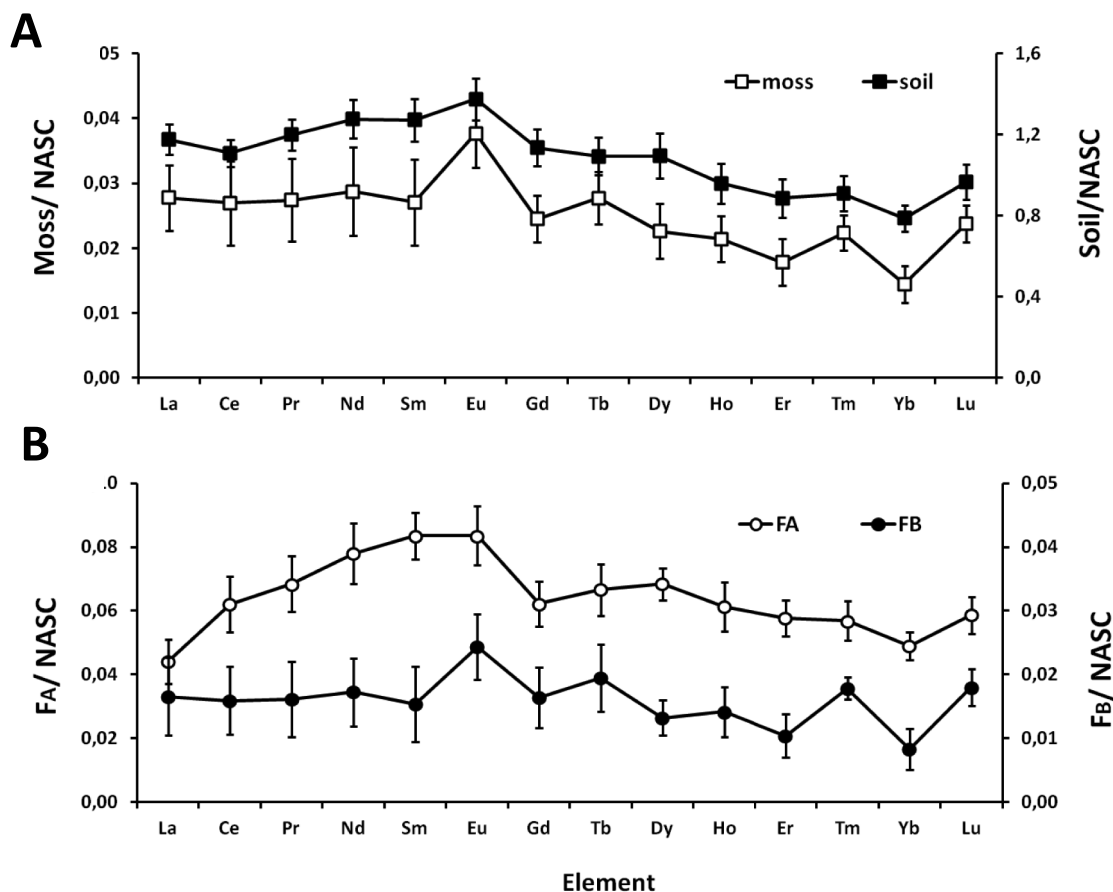 A
moss soil
Moss/ NASC
Soil/NASC
05
0,04
0,03
0,02
0,01
0,00
1,6
1,2
0,8
0,4
0,0
La Ce Pr Nd Sm Eu Gd Tb Dy Ho Er Tm Yb Lu
B
FA FB
FA/ NASC
FB/ NASC
.0
0,08
0,06
0,04
0,02
0,00
0,05
0,04
0,03
0,02
0,01
0,00
La Ce Pr Nd Sm Eu Gd Tb Dy Ho Er Tm Yb Lu
Element